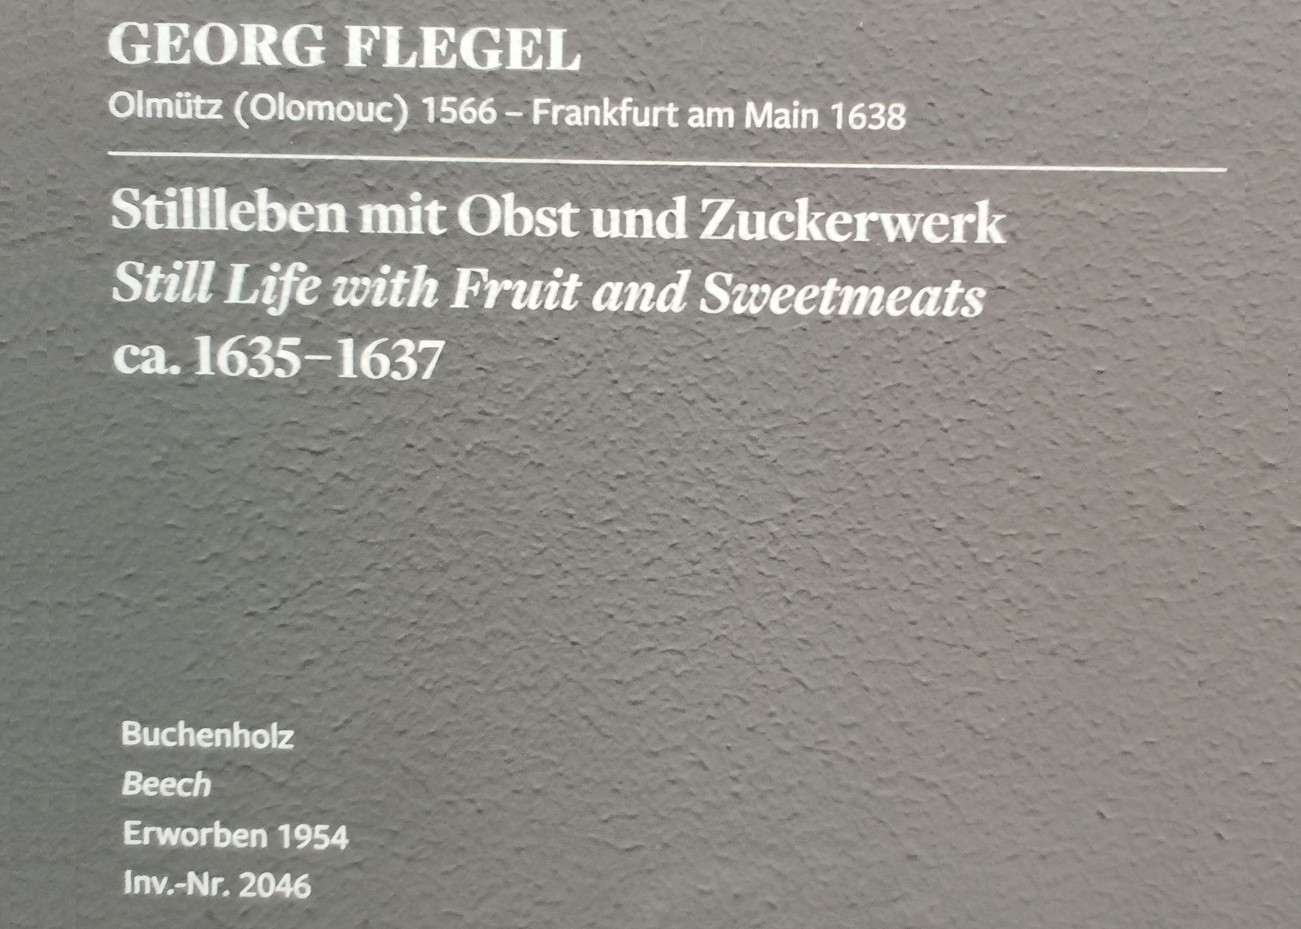 GEORG FLEGEL
Olmütz (Olomouc) 1566 – Frankfurt am Main 1638
Stillleben mit Obst und Zuckerwerk
Still Life with Fruit and Sweetmeats
ca. 1635–1637
Buchenholz
Beech
Erworben 1954
Inv.-Nr. 2046